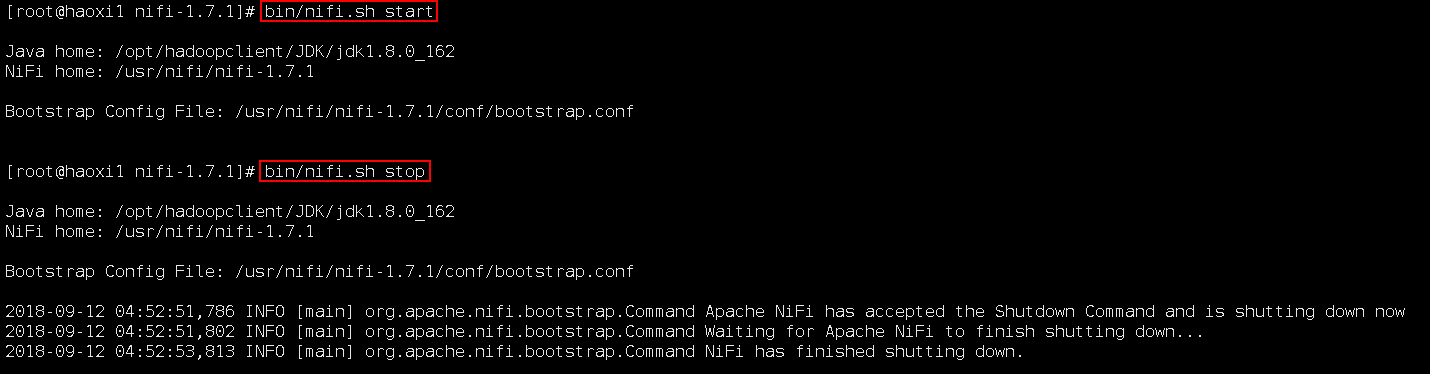 [root@haoxi1 nifi-1.7.1]# bin/nifi.sh start
Java home: /opt/hadoopclient/JDK/jdk1.8.0_162
NiFi home: /usr/nifi/nifi-1.7.1
Bootstrap Config File: /usr/nifi/nifi-1.7.1/conf/bootstrap.conf
[root@haoxi1 nifi-1.7.1]# bin/nifi.sh stop
Java home: /opt/hadoopclient/JDK/jdk1.8.0_162
NiFi home: /usr/nifi/nifi-1.7.1
Bootstrap Config File: /usr/nifi/nifi-1.7.1/conf/bootstrap.conf
2018-09-12 04:52:51,786 INFO [main] org.apache.nifi.bootstrap.Command Apache NiFi has accepted the Shutdown Command and is shutting down now
2018-09-12 04:52:51,802 INFO [main] org.apache.nifi.bootstrap.Command Waiting for Apache NiFi to finish shutting down...
2018-09-12 04:52:53,813 INFO [main] org.apache.nifi.bootstrap.Command NiFi has finished shutting down.